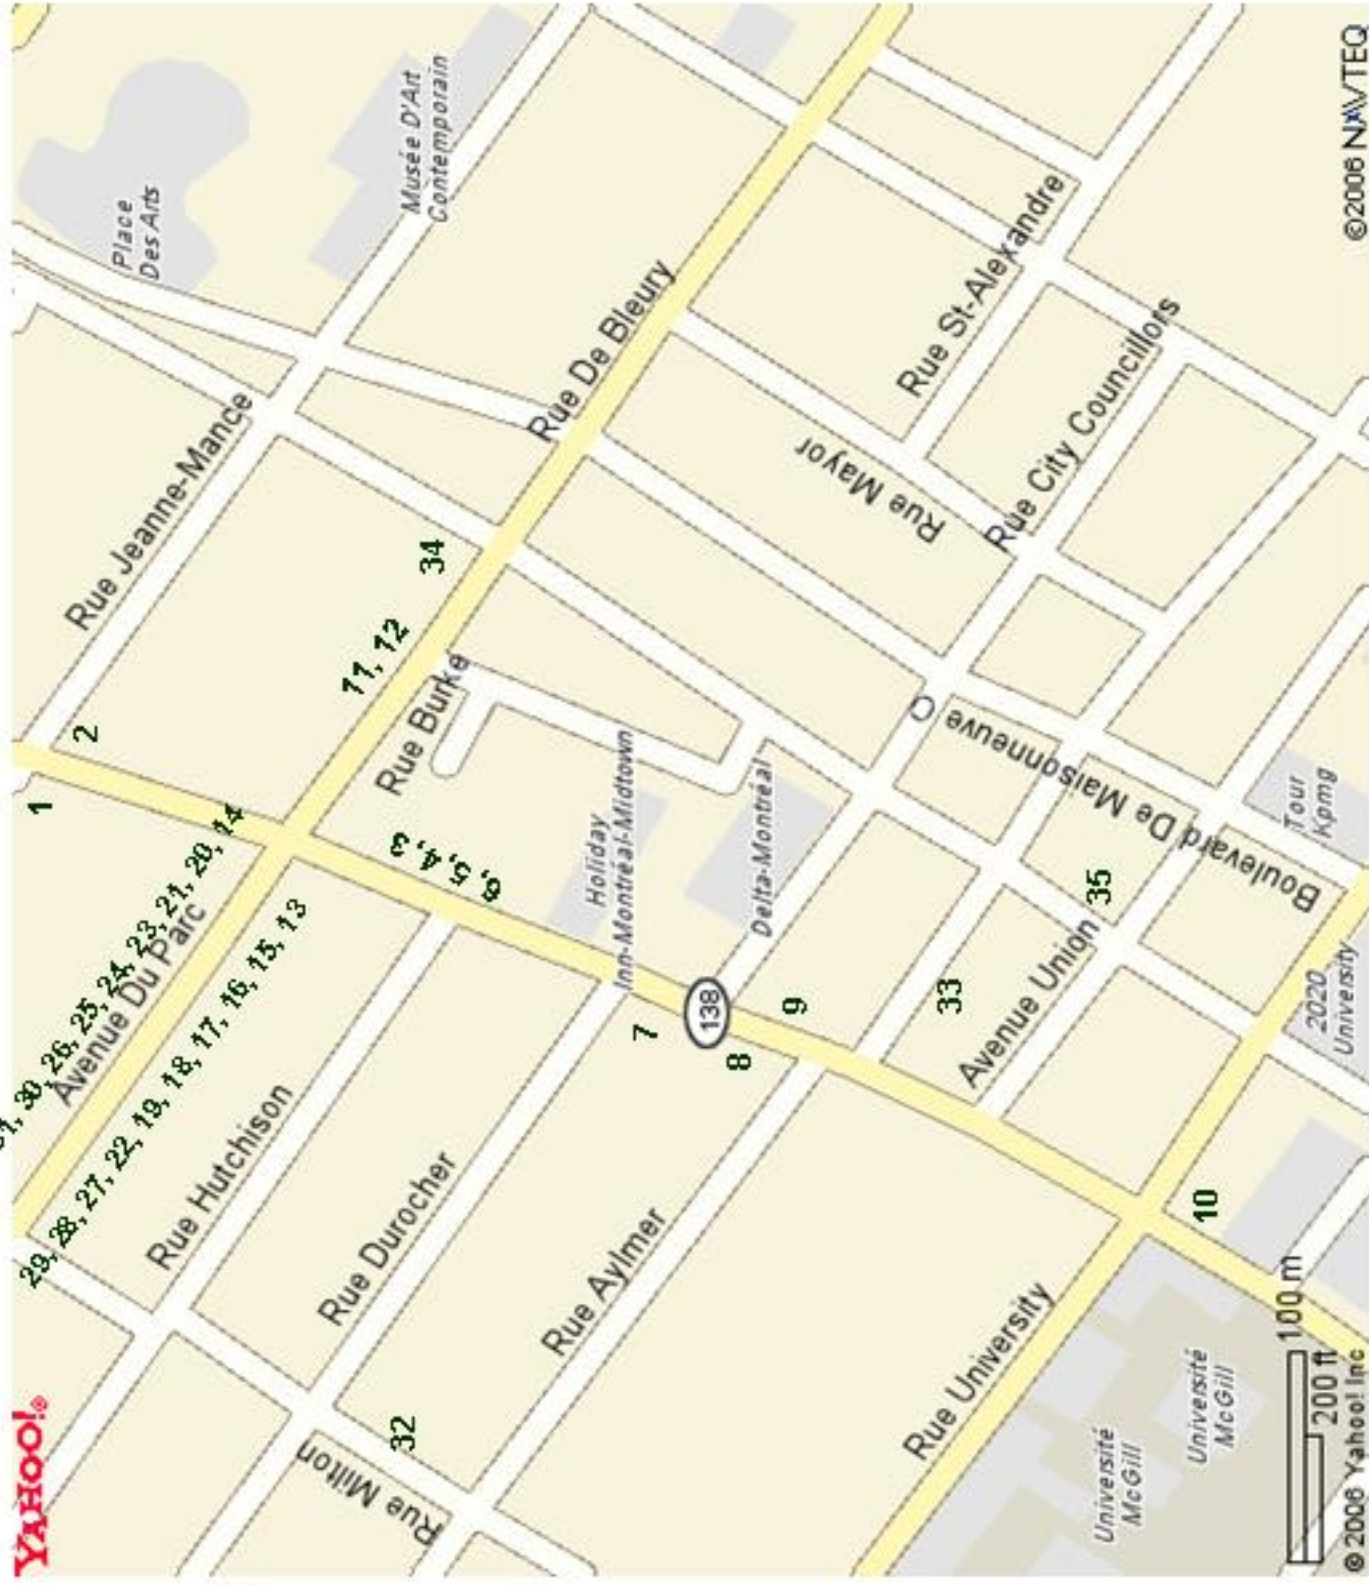 YAHOO!®
29, 28, 27, 22, 19, 18, 17, 16, 15, 13
30, 26, 25, 24, 23, 21, 20, 14
Avenue Du Parc
1
2
Rue Jeanne-Mance
Place
Des Arts
Rue Hutchison
Rue Milton
32
Rue Durocher
6, 5, 4, 3
Rue Burke
11, 12
34
Musée D'Art
Contemporain
Rue Aylmer
7
Holiday
Inn-Montréal-Midtown
Rue De Bleury
138
8
9
Delta-Montréal
Rue Mayor
Rue University
33
Avenue Union
35
Boulevard De Maisonneuve O
Rue St-Alexandre
Rue City Councillors
Université
McGill
Université
McGill
10
2020
University
Tour
Kpmg
100 m
200 ft
© 2006 Yahoo! Inc
©2006 NAVTEQ